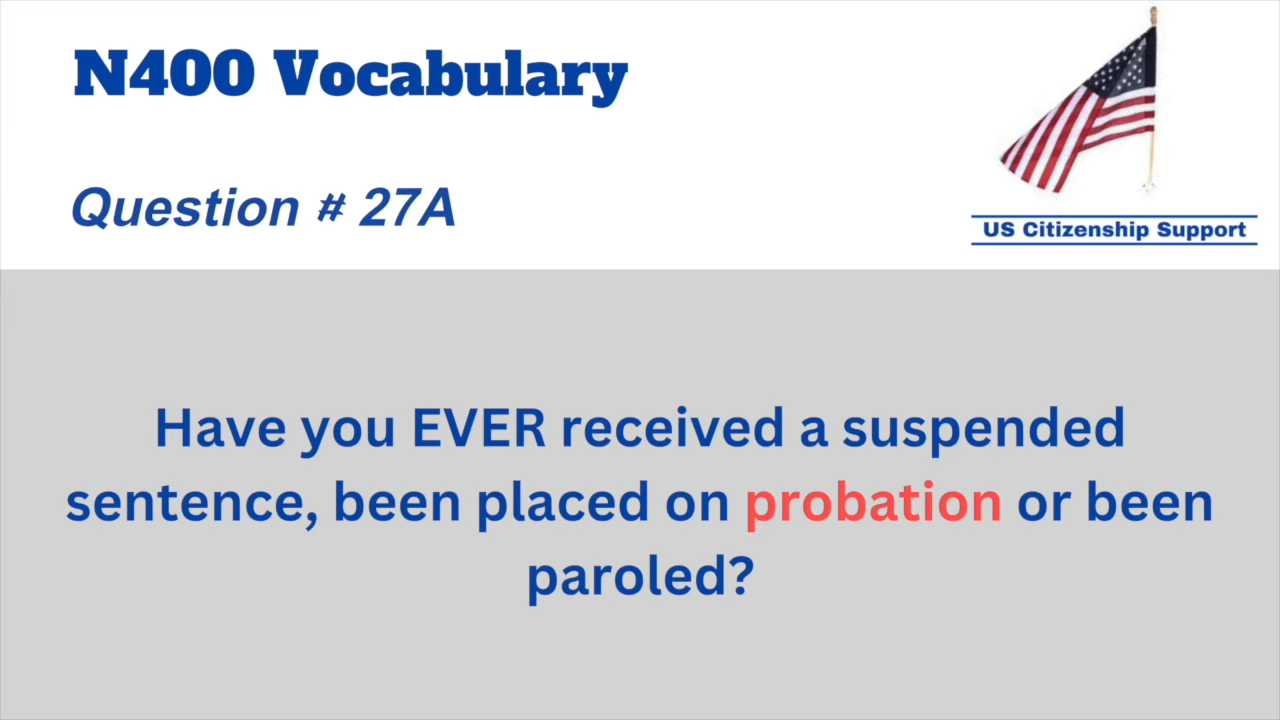 N400 Vocabulary
Question # 27A
US Citizenship Support
Have you EVER received a suspended
sentence, been placed on probation or been
paroled?